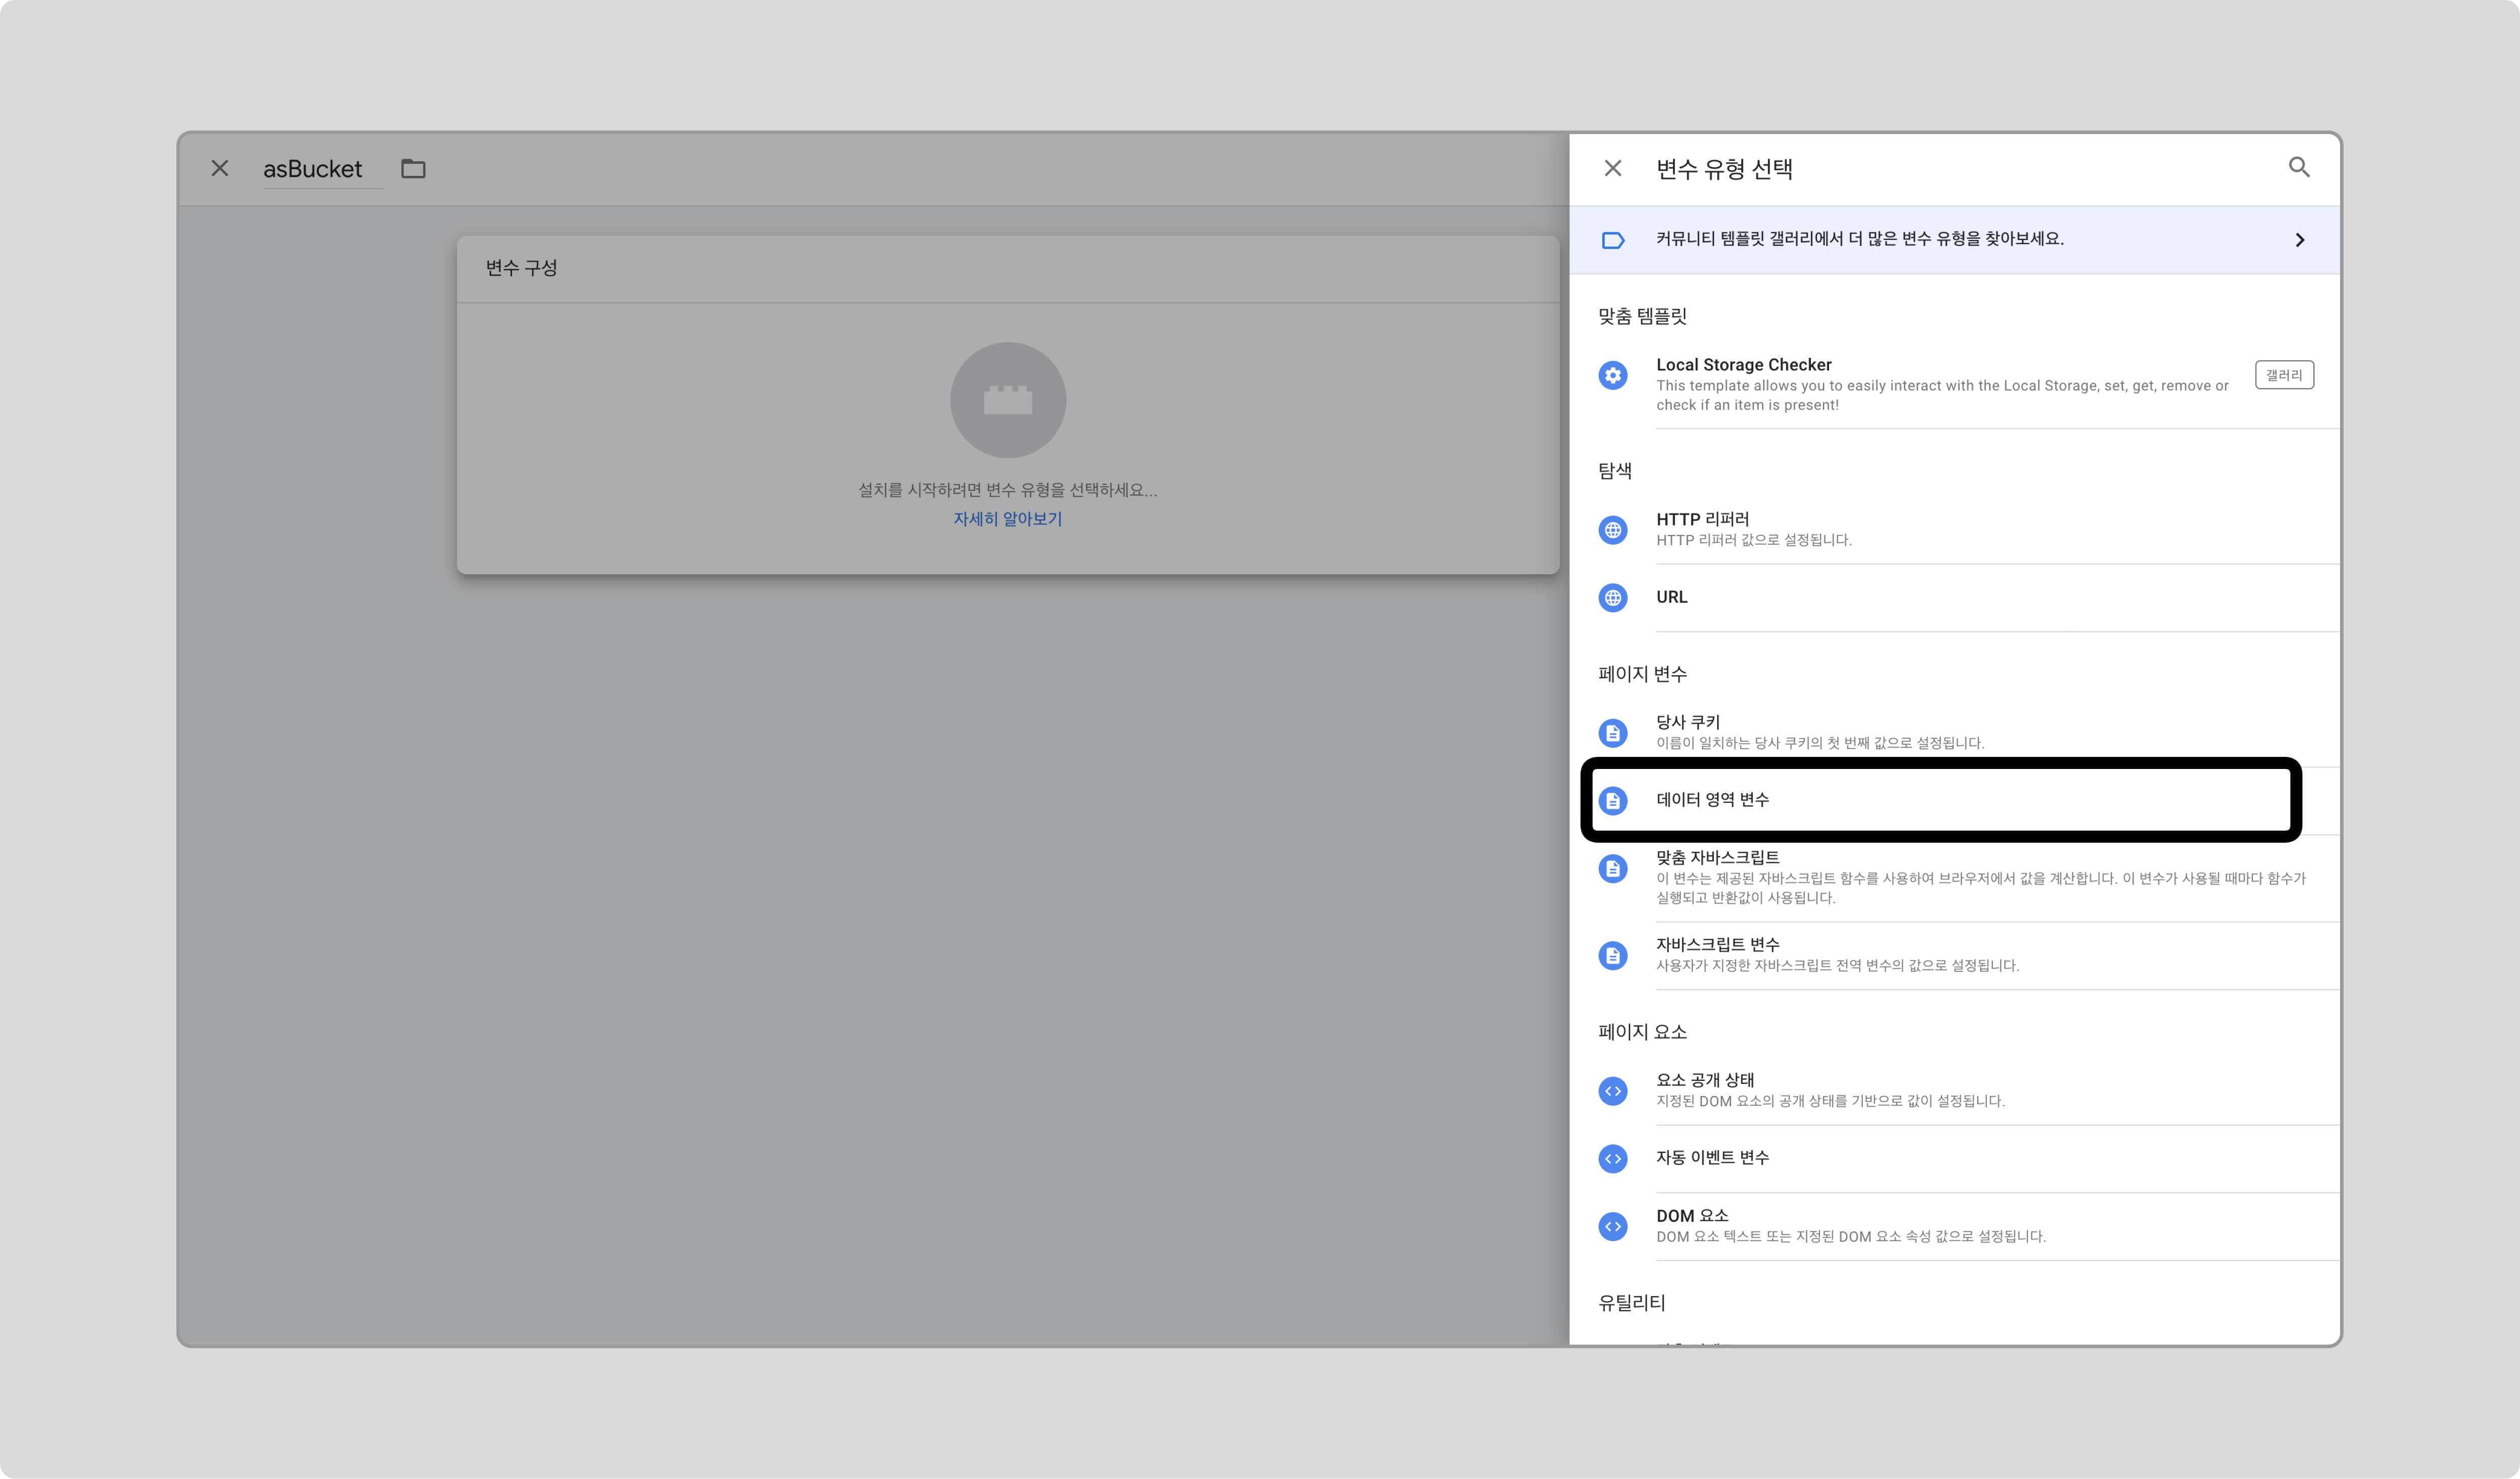 asBucket
변수 구성
설치를 시작하려면 변수 유형을 선택하세요...
자세히 알아보기
변수 유형 선택
커뮤니티 템플릿 갤러리에서 더 많은 변수 유형을 찾아보세요.
맞춤 템플릿
Local Storage Checker
This template allows you to easily interact with the Local Storage, set, get, remove or
check if an item is present!
갤러리
탐색
HTTP 리퍼러
HTTP 리퍼러 값으로 설정됩니다.
URL
페이지 변수
당사 쿠키
이름이 일치하는 당사 쿠키의 첫 번째 값으로 설정됩니다.
데이터 영역 변수
맞춤 자바스크립트
이 변수는 제공된 자바스크립트 함수를 사용하여 브라우저에서 값을 계산합니다. 이 변수가 사용될 때마다 함수가
실행되고 반환값이 사용됩니다.
자바스크립트 변수
사용자가 지정한 자바스크립트 전역 변수의 값으로 설정됩니다.
페이지 요소
요소 공개 상태
지정된 DOM 요소의 공개 상태를 기반으로 값이 설정됩니다.
자동 이벤트 변수
DOM 요소
DOM 요소 텍스트 또는 지정된 DOM 요소 속성 값으로 설정됩니다.
유틸리티